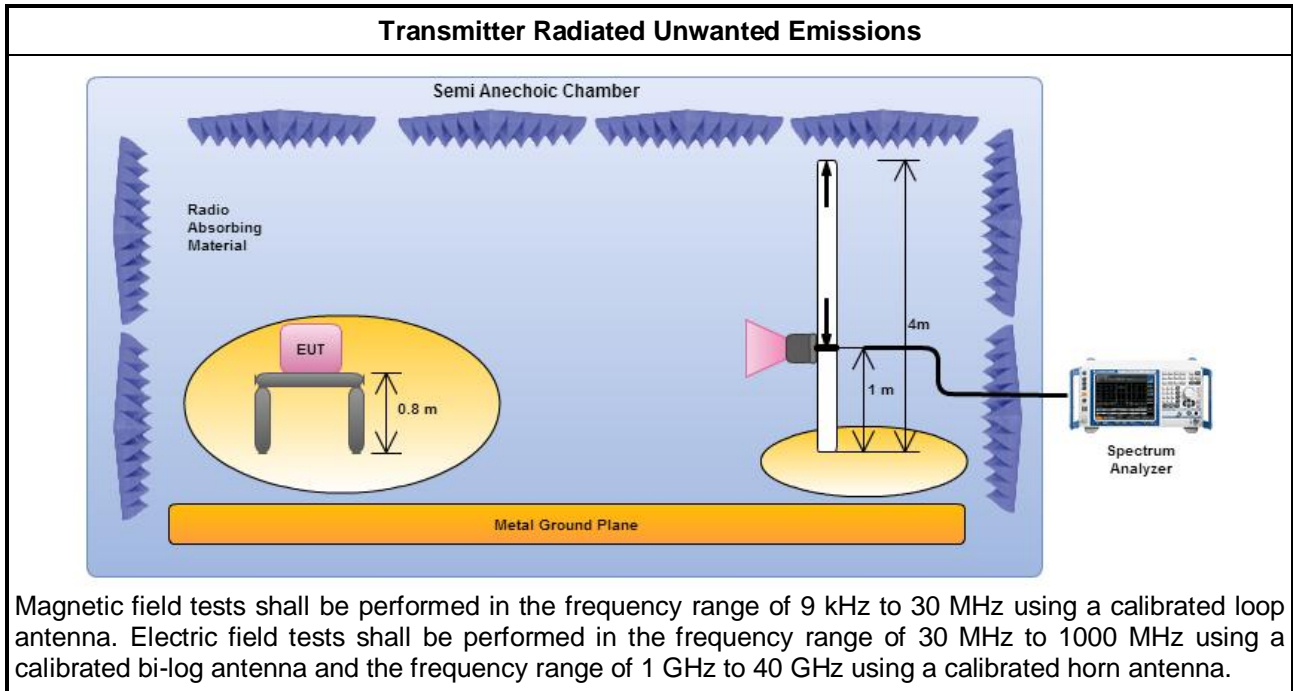 Transmitter Radiated Unwanted Emissions
Semi Anechoic Chamber
Radio
Absorbing
Material
4m
EUT
1 m
0.8 m
Spectrum
Analyzer
Metal Ground Plane
Magnetic field tests shall be performed in the frequency range of 9 kHz to 30 MHz using a calibrated loop
antenna. Electric field tests shall be performed in the frequency range of 30 MHz to 1000 MHz using a
calibrated bi-log antenna and the frequency range of 1 GHz to 40 GHz using a calibrated horn antenna.